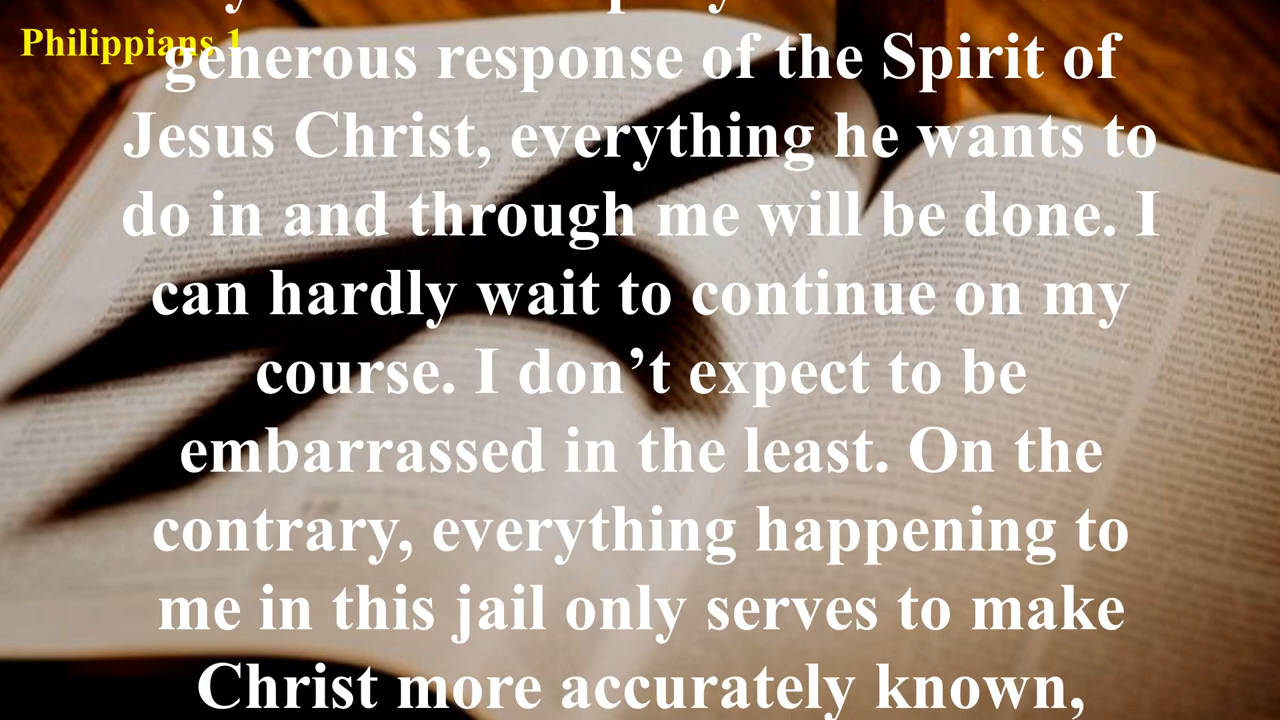 Philippians 1
generous response of the Spirit of
Jesus Christ, everything he wants to
do in and through me will be done. I
can hardly wait to continue on my
course. I don’t expect to be
embarrassed in the least. On the
contrary, everything happening to
me in this jail only serves to make
Christ more accurately known,